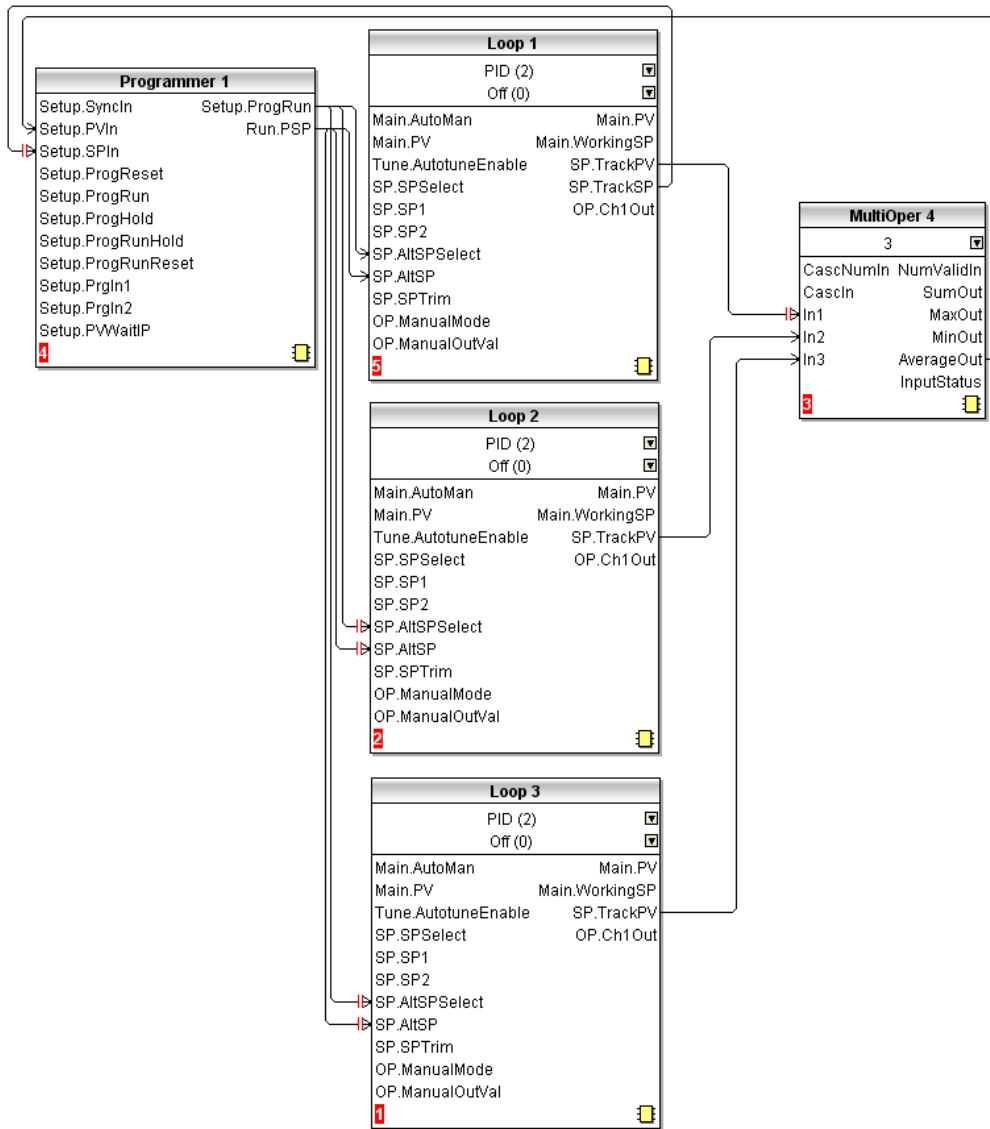 Programmer 1
Setup.SyncIn Setup.ProgRun
Setup.PVIn Run.PSP
Setup.SPIn
Setup.ProgReset
Setup.ProgRun
Setup.ProgHold
Setup.ProgRunHold
Setup.ProgRunReset
Setup.PrgIn1
Setup.PrgIn2
Setup.PVWaitIP
4
Loop 1
PID (2)
Off (0)
Main.AutoMan Main.PV
Main.PV Main.WorkingSP
Tune.AutotuneEnable SP.TrackPV
SP.SPSelect SP.TrackSP
SP.SP1 OP.Ch1Out
SP.SP2
SP.AltSPSelect
SP.AltSP
SP.SPTrim
OP.ManualMode
OP.ManualOutVal
5
MultiOper 4
3
CascNumIn NumValidIn
CascIn SumOut
In1 MaxOut
In2 MinOut
In3 AverageOut
InputStatus
3
Loop 2
PID (2)
Off (0)
Main.AutoMan Main.PV
Main.PV Main.WorkingSP
Tune.AutotuneEnable SP.TrackPV
SP.SPSelect OP.Ch1Out
SP.SP1
SP.SP2
SP.AltSPSelect
SP.AltSP
SP.SPTrim
OP.ManualMode
OP.ManualOutVal
2
Loop 3
PID (2)
Off (0)
Main.AutoMan Main.PV
Main.PV Main.WorkingSP
Tune.AutotuneEnable SP.TrackPV
SP.SPSelect OP.Ch1Out
SP.SP1
SP.SP2
SP.AltSPSelect
SP.AltSP
SP.SPTrim
OP.ManualMode
OP.ManualOutVal
1